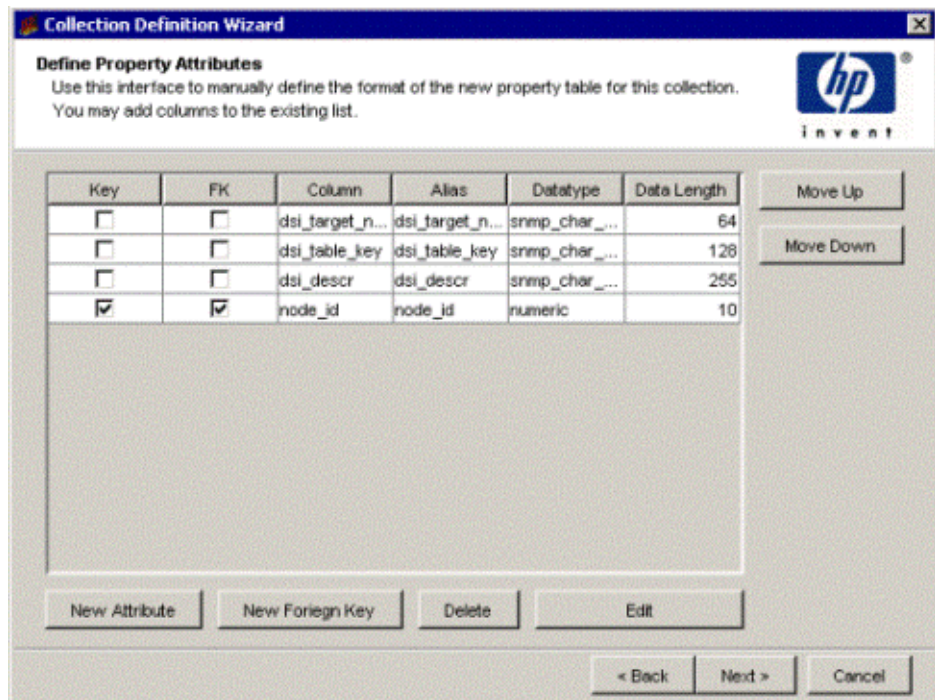 Collection Definition Wizard
Define Property Attributes
Use this interface to manually define the format of the new property table for this collection.
You may add columns to the existing list.
hp
®
invent
Key FK Column Alias Datatype Data Length
dsi_target_n... dsi_target_n... snmp_char_... 64
dsi_table_key dsi_table_key snmp_char_... 128
dsi_descr dsi_descr snmp_char_... 255
node_id node_id numeric 10
Move Up
Move Down
New Attribute New Foriegn Key Delete Edit
< Back Next > Cancel